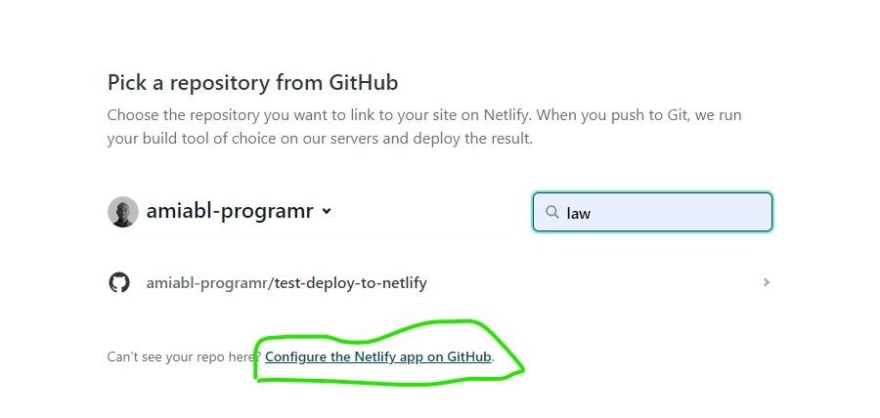 Pick a repository from GitHub
Choose the repository you want to link to your site on Netlify. When you push to Git, we run
your build tool of choice on our servers and deploy the result.
amiabl-programr
law
amiabl-programr/test-deploy-to-netlify
Can't see your repo here? Configure the Netlify app on GitHub.